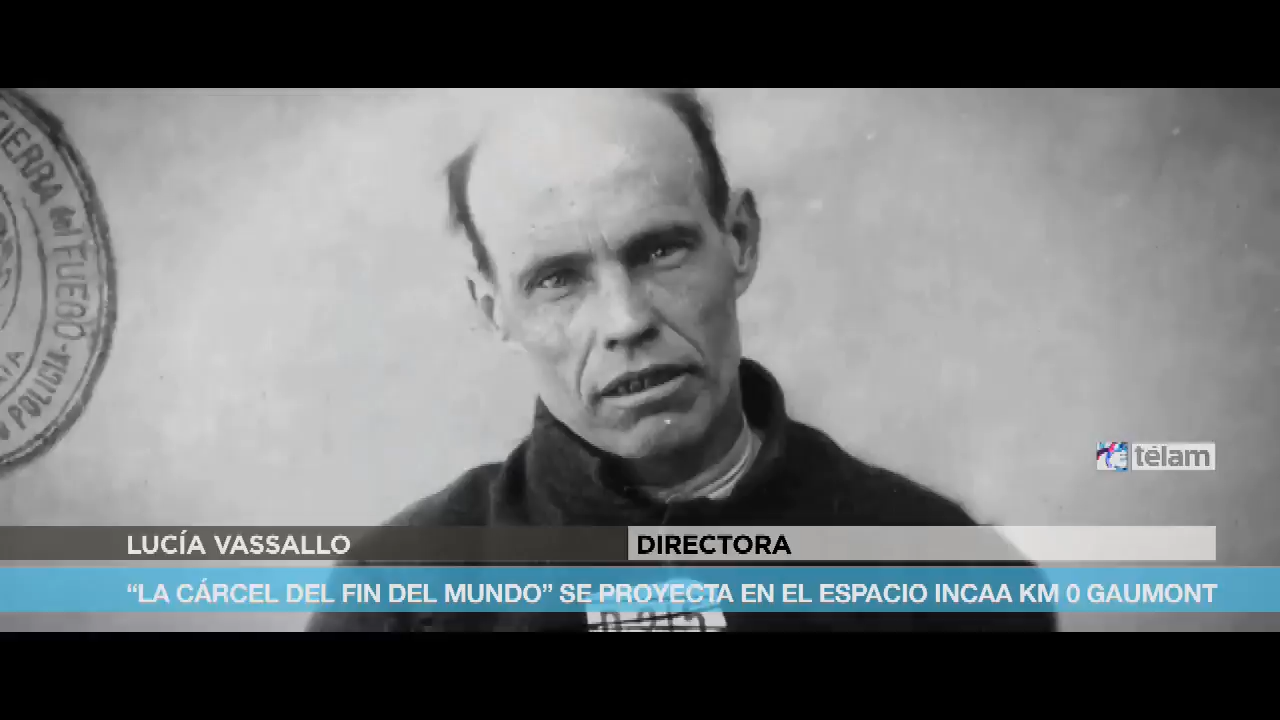 TIERRA del FUEGO
POLICIA-
télam
LUCÍA VASSALLO
DIRECTORA
“LA CÁRCEL DEL FIN DEL MUNDO” SE PROYECTA EN EL ESPACIO INCAA KM 0 GAUMONT